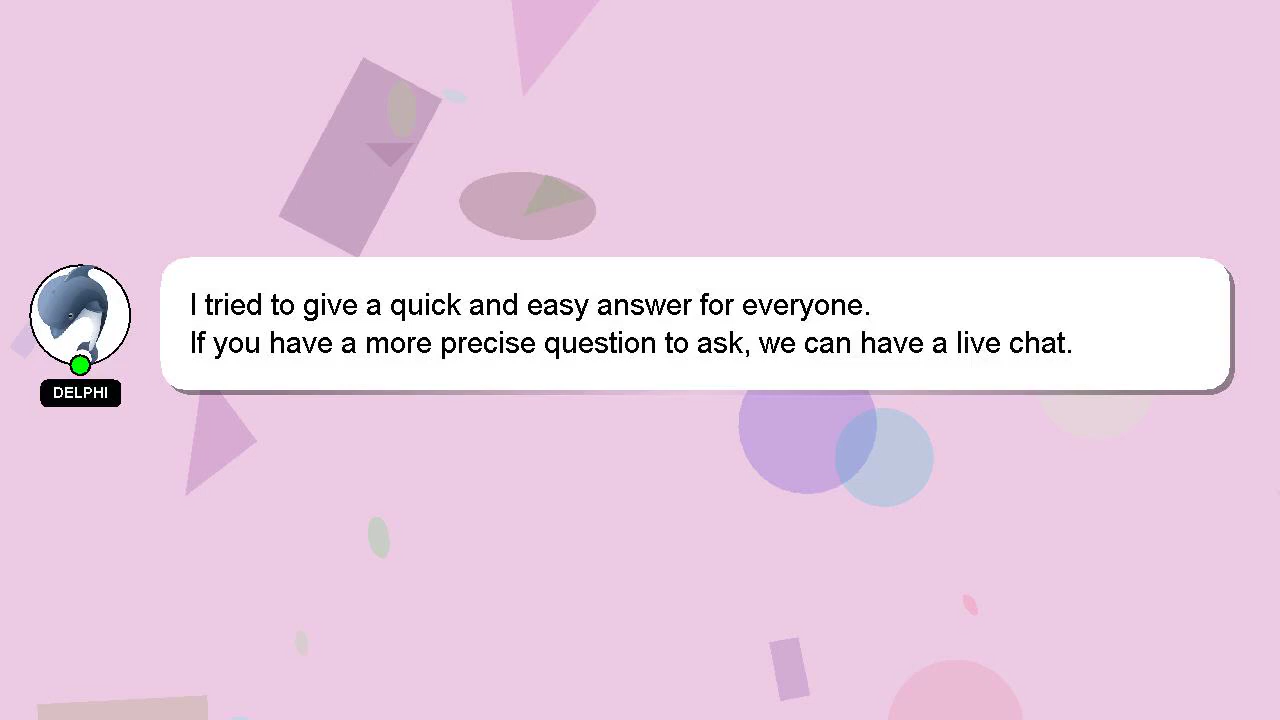 I tried to give a quick and easy answer for everyone.
If you have a more precise question to ask, we can have a live chat.
DELPHI